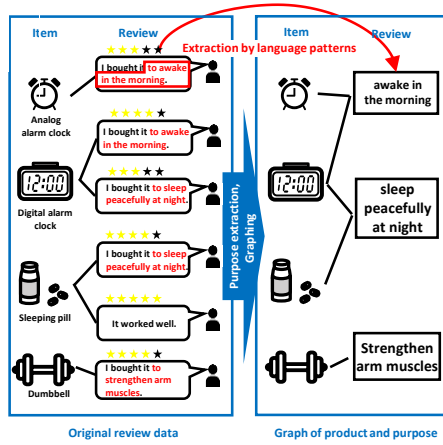 Item
Review
Item
Review
Extraction by language patterns
I bought it to awake
in the morning.
Analog
alarm clock
I bought it to awake
in the morning.
12:00
Digital alarm
clock
I bought it to sleep
peacefully at night.
I bought it to sleep
peacefully at night.
Sleeping pill
It worked well.
I bought it to
strengthen arm
muscles.
Dumbbell
Purpose extraction,
Graphing
awake in
the morning
12:00
sleep
peacefully
at night
Strengthen
arm muscles
Original review data
Graph of product and purpose